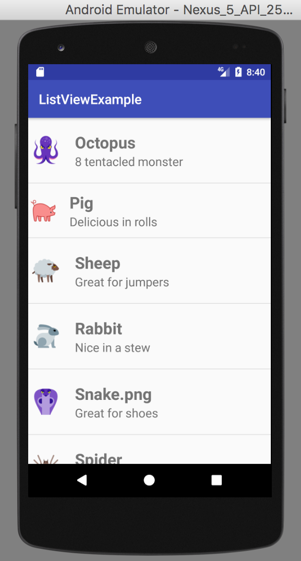 Android Emulator - Nexus_5_API_25...
4G 8:40
ListViewExample
Octopus
8 tentacled monster
Pig
Delicious in rolls
Sheep
Great for jumpers
Rabbit
Nice in a stew
Snake.png
Great for shoes
Spider